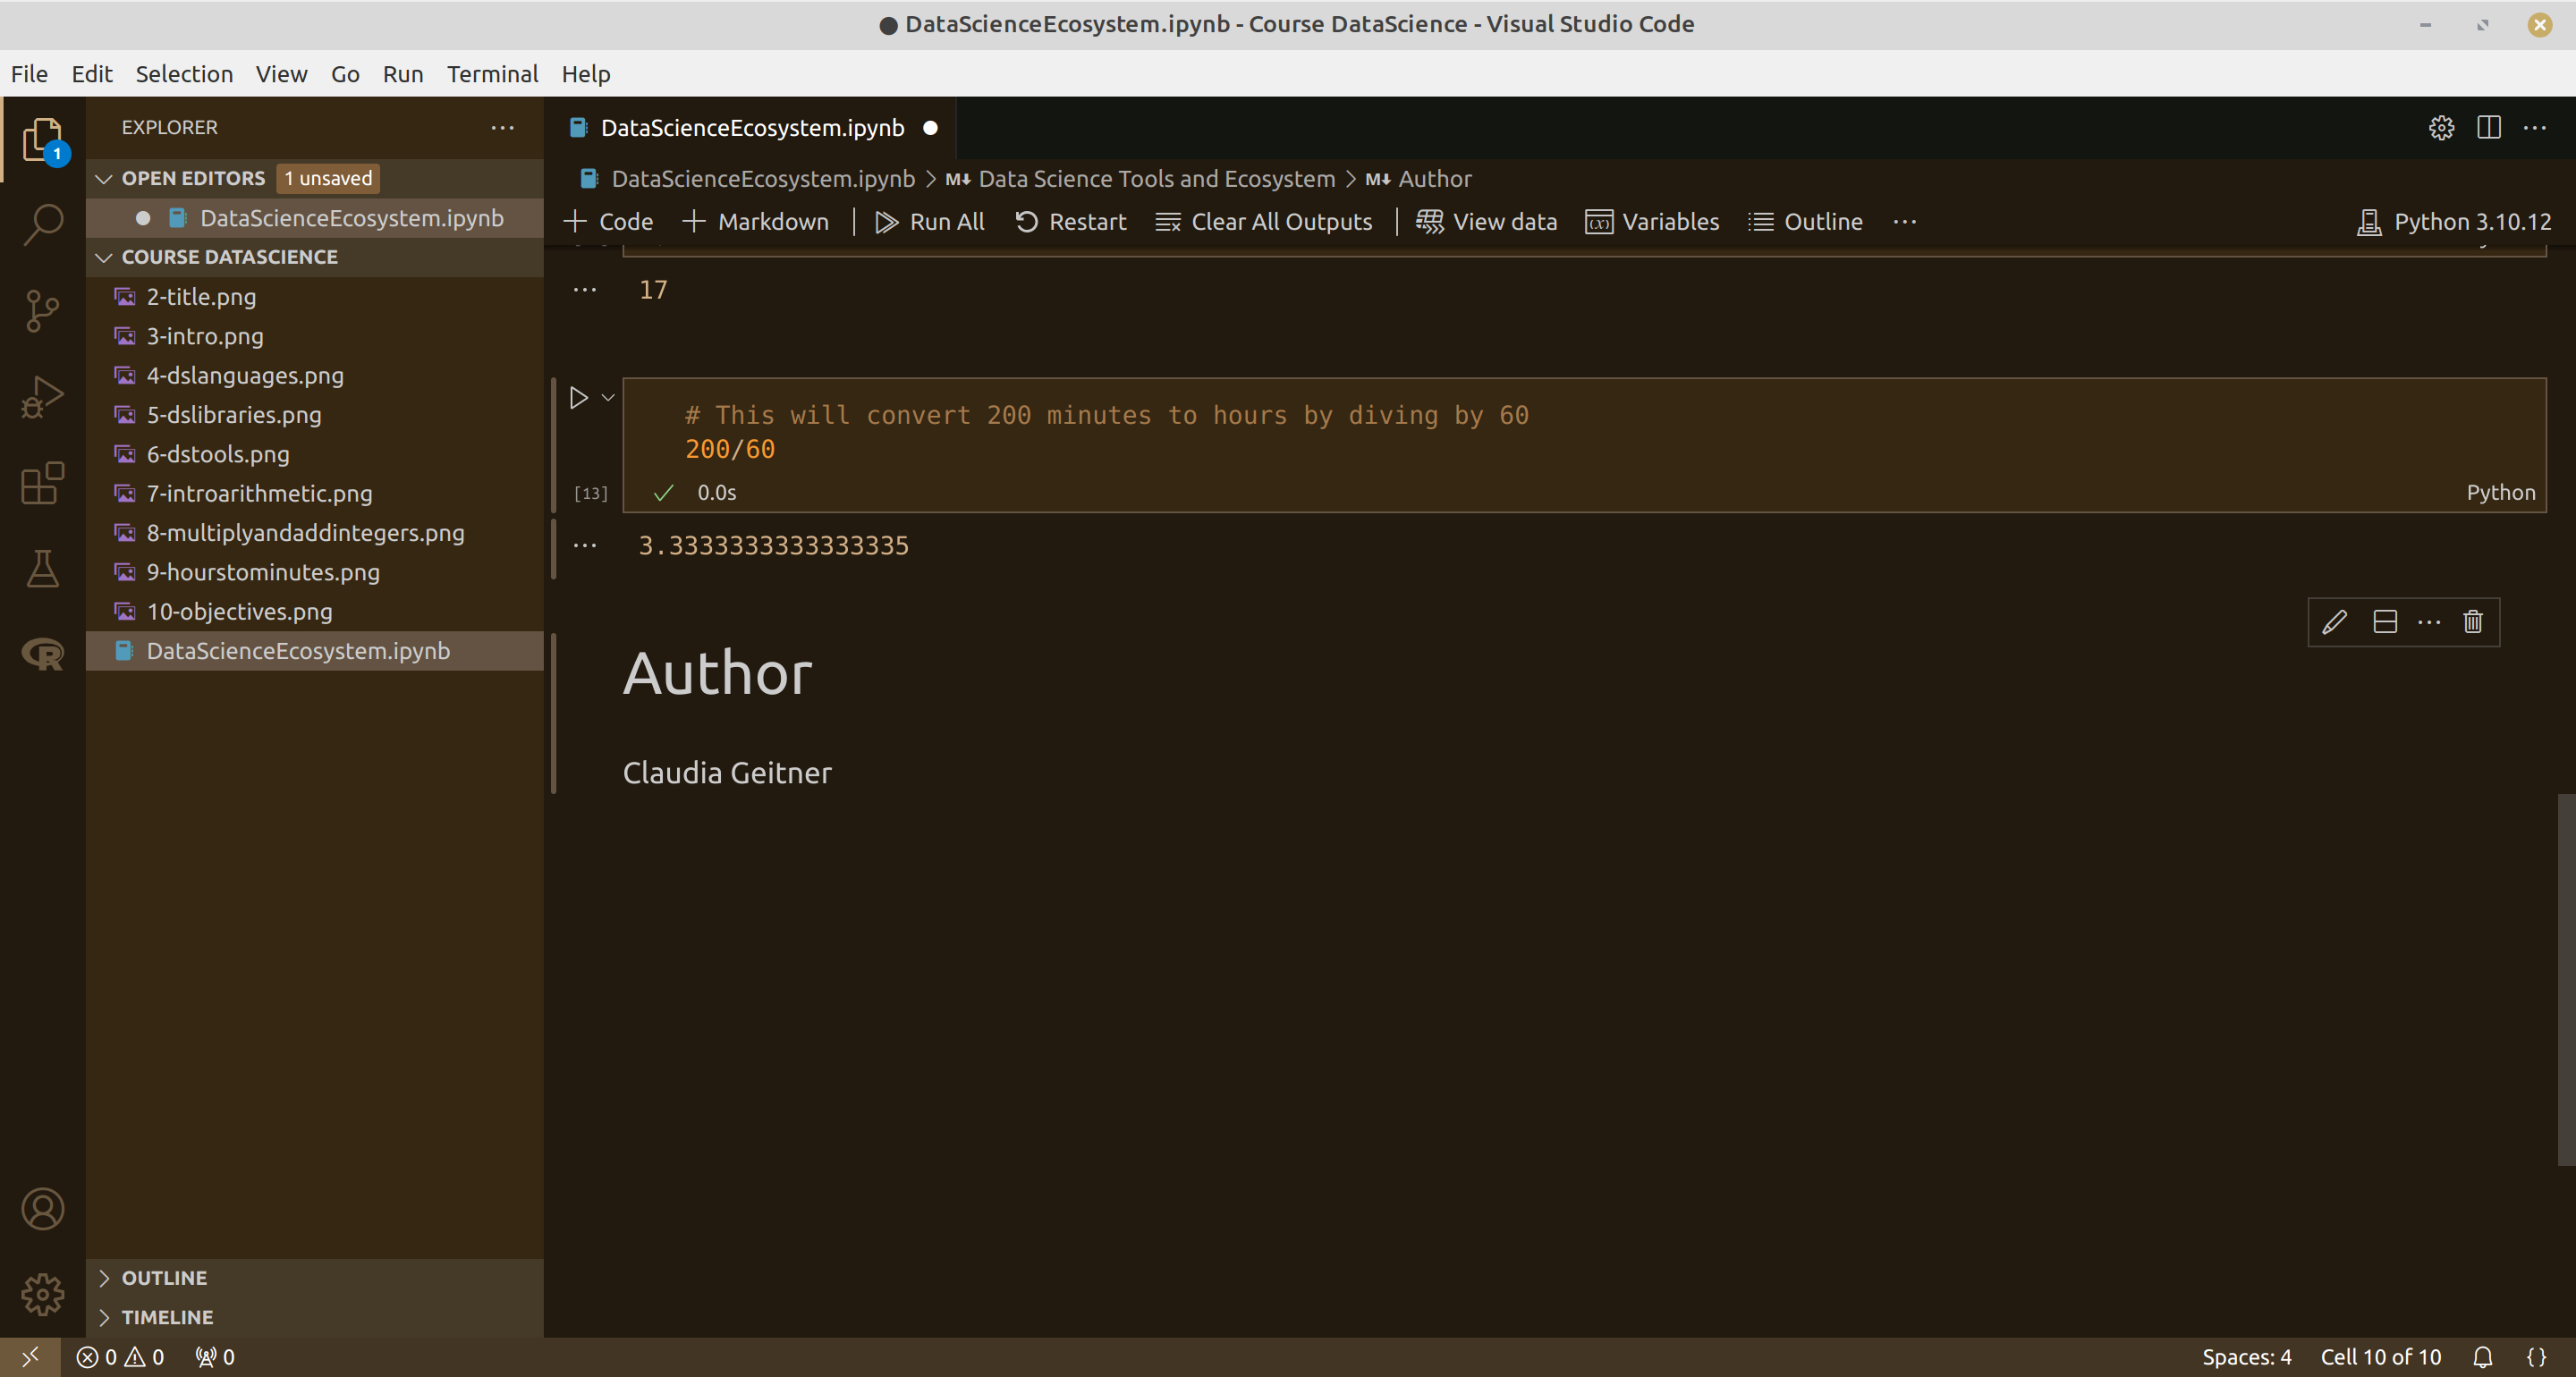 ● DataScienceEcosystem.ipynb - Course DataScience - Visual Studio Code
File Edit Selection View Go Run Terminal Help
1
EXPLORER
OPEN EDITORS 1 unsaved
DataScienceEcosystem.ipynb
COURSE DATASCIENCE
2-title.png
3-intro.png
4-dslanguages.png
5-dslibraries.png
6-dstools.png
7-introarithmetic.png
8-multiplyandaddintegers.png
9-hourstominutes.png
10-objectives.png
DataScienceEcosystem.ipynb
OUTLINE
TIMELINE
DataScienceEcosystem.ipynb
DataScienceEcosystem.ipynb > M↓ Data Science Tools and Ecosystem > M↓ Author
+ Code + Markdown | Run All Restart Clear All Outputs | View data Variables Outline ··· Python 3.10.12
··· 17
# This will convert 200 minutes to hours by diving by 60
200/60
[13] ✓ 0.0s Python
··· 3.3333333333333335
Author
Claudia Geitner
0 0 0 Spaces: 4 Cell 10 of 10 {}